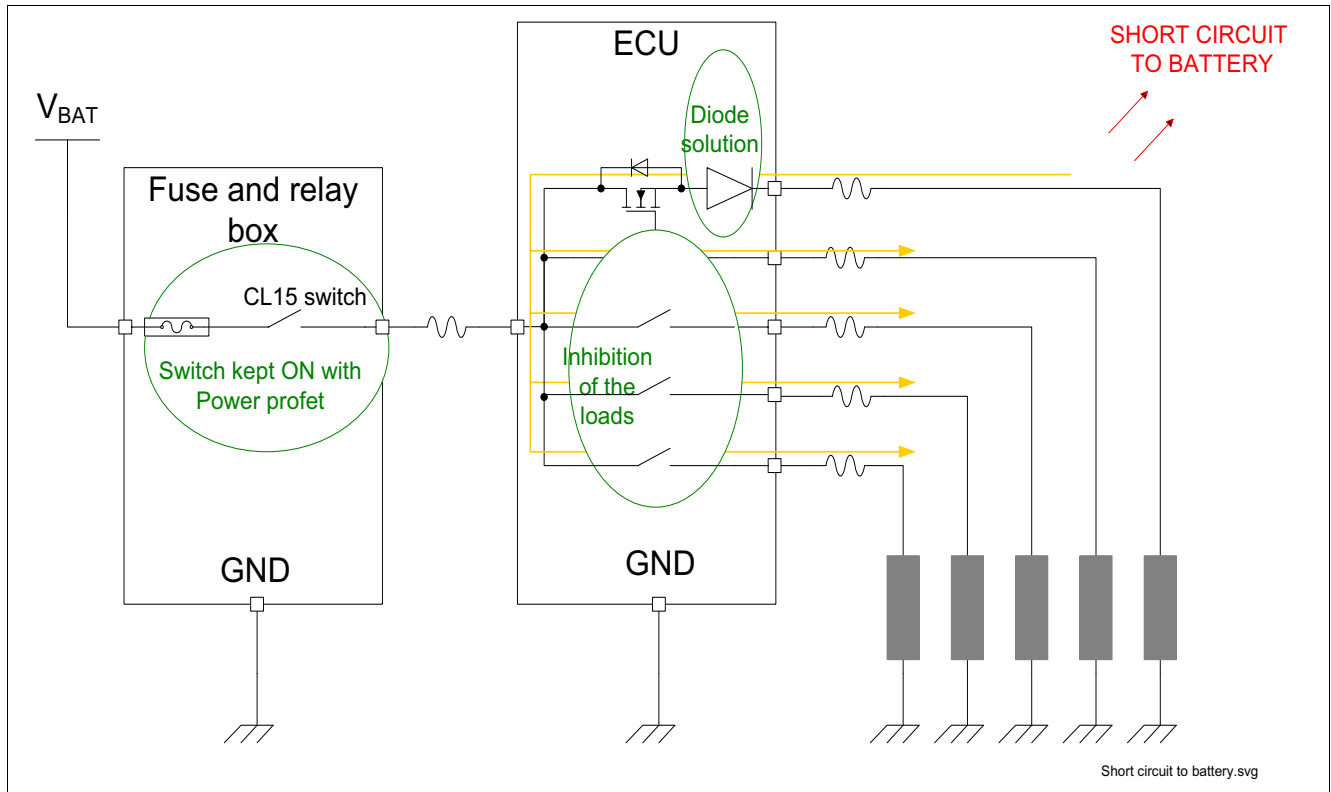 ECU
SHORT CIRCUIT
TO BATTERY
VBAT
Diode
solution
Fuse and relay
box
CL15 switch
Switch kept ON with
Power profet
Inhibition
of the
loads
GND
GND
Short circuit to battery.svg